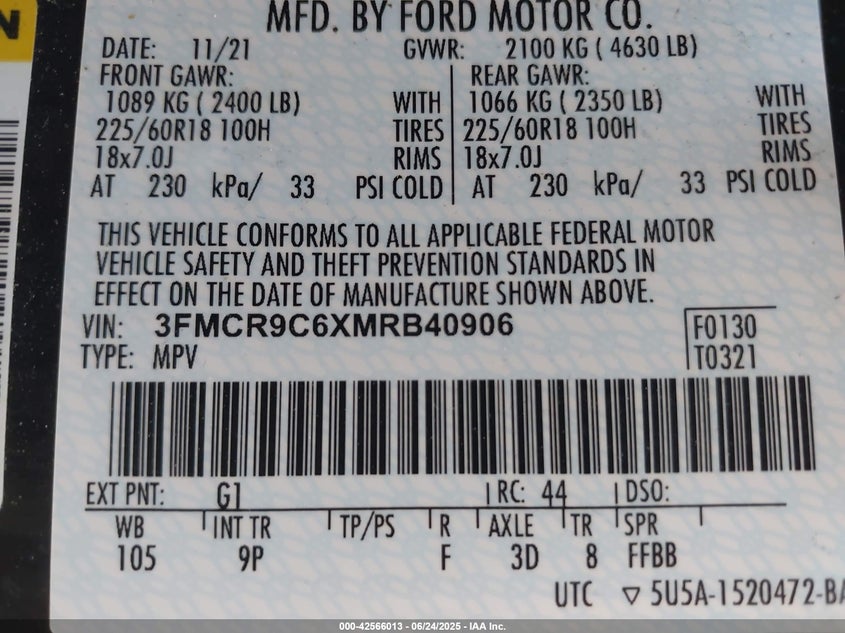 N
MFD. BY FORD MOTOR CO.
DATE: 11/21 GVWR: 2100 KG ( 4630 LB)
FRONT GAWR: REAR GAWR:
1089 KG ( 2400 LB) WITH 1066 KG ( 2350 LB) WITH
225/60R18 100H TIRES 225/60R18 100H TIRES
18x7.0J RIMS 18x7.0J RIMS
AT 230 kPa/ 33 PSI COLD AT 230 kPa/ 33 PSI COLD
THIS VEHICLE CONFORMS TO ALL APPLICABLE FEDERAL MOTOR
VEHICLE SAFETY AND THEFT PREVENTION STANDARDS IN
EFFECT ON THE DATE OF MANUFACTURE SHOWN ABOVE.
VIN: 3FMCR9C6XMRB40906 F0130
TYPE: MPV T0321
EXT PNT: G1 RC: 44 DSO:
WB INT TR TP/PS R AXLE TR SPR
105 9P F 3D 8 FFBB
UTC ▽ 5U5A-1520472-BA
000-42566013 - 06/24/2025 - IAA Inc.